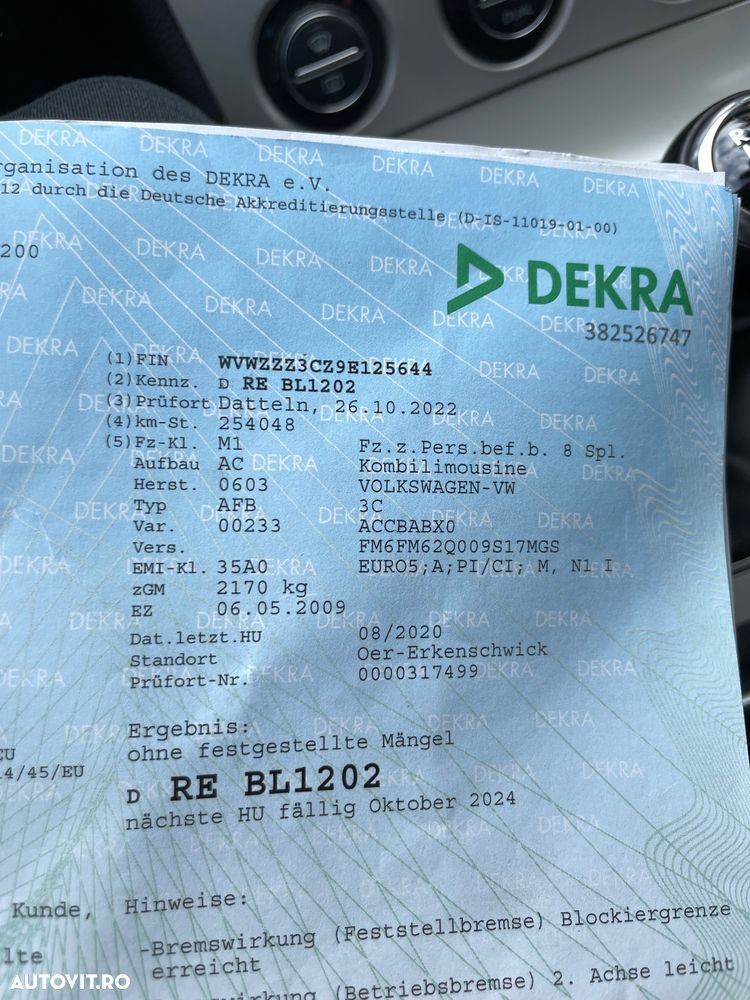 rganisation des DEKRA e.V.
12 durch die Deutsche Akkreditierungsstelle (D-IS-11019-01-00)
200
DEKRA
382526747
(1) FIN WVWZZZ3CZ9E125644
(2) Kennz. D RE BL1202
(3) Prüfort Datteln, 26.10.2022
(4) km-St. 254048
(5) Fz-Kl. M1 Fz.z.Pers.bef.b. 8 Spl.
Aufbau AC Kombilimousine
Herst. 0603 VOLKSWAGEN-VW
Typ AFB 3C
Var. 00233 ACCBABX0
Vers. FM6FM62Q009S17MGS
EMI-Kl. 35A0 EURO5;A;PI/CI; M, N1 I
zGM 2170 kg
EZ 06.05.2009
Dat.letzt.HU 08/2020
Standort Oer-Erkenschwick
Prüfort-Nr. 0000317499
Ergebnis:
ohne festgestellte Mängel
EU
14/45/EU
D RE BL1202
nächste HU fällig Oktober 2024
Kunde,
Hinweise:
lte
-Bremswirkung (Feststellbremse) Blockiergrenze
erreicht
(Betriebsbremse) 2. Achse leicht
AUTOVIT.RO